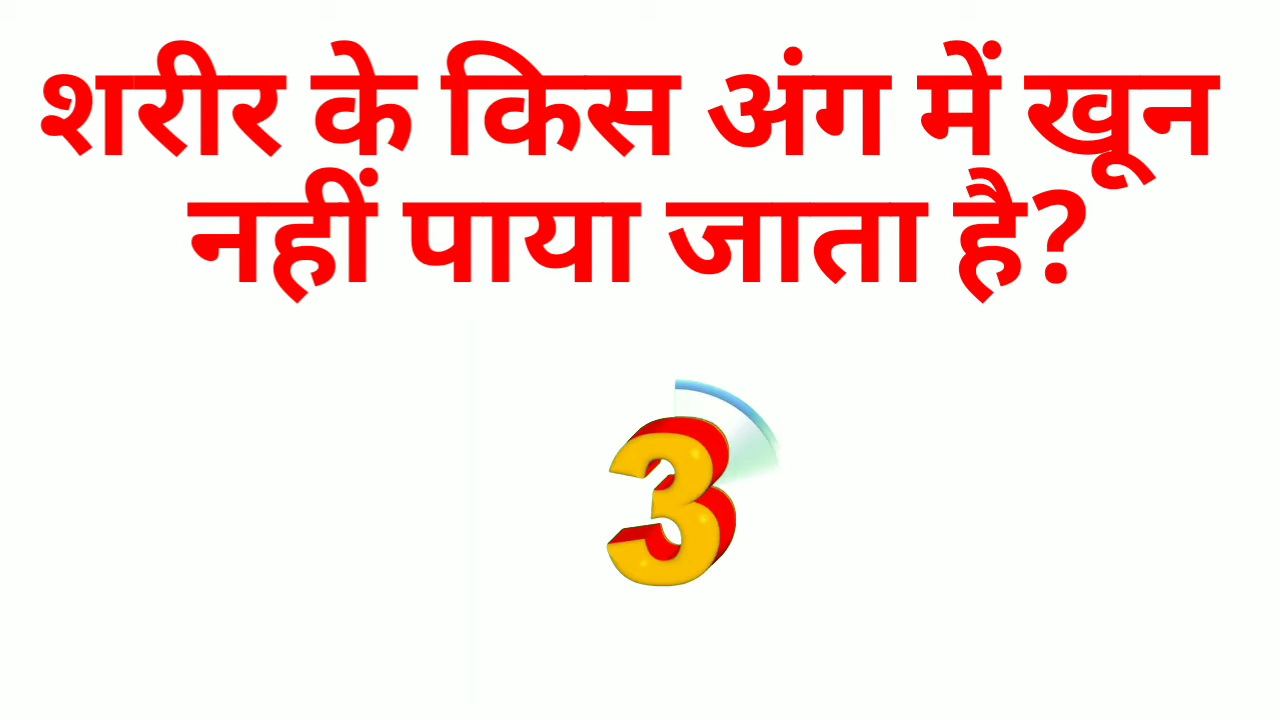 शरीर के किस अंग में खून
नहीं पाया जाता है?
3